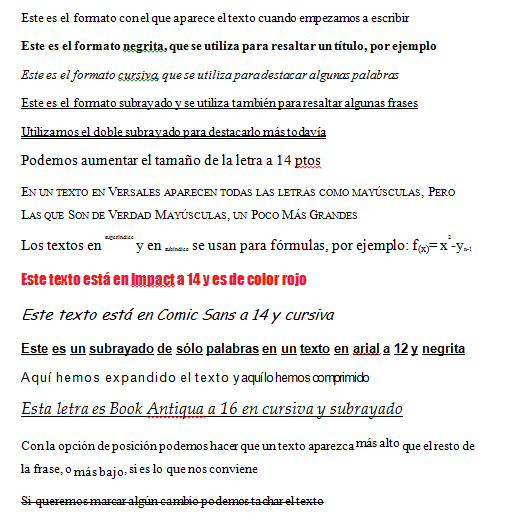 Este es el formato con el que aparece el texto cuando empezamos a escribir
Este es el formato negrita, que se utiliza para resaltar un título, por ejemplo
Este es el formato cursiva, que se utiliza para destacar algunas palabras
Este es el formato subrayado y se utiliza también para resaltar algunas frases
Utilizamos el doble subrayado para destacarlo más todavía
Podemos aumentar el tamaño de la letra a 14 ptos
EN UN TEXTO EN VERSALES APARECEN TODAS LAS LETRAS COMO MAYÚSCULAS, PERO
LAS QUE SON DE VERDAD MAYÚSCULAS, UN POCO MÁS GRANDES
Los textos en superíndice y en subíndice se usan para fórmulas, por ejemplo: f(x)=x²-yₙ₋₁
Este texto está en Impact a 14 y es de color rojo
Este texto está en Comic Sans a 14 y cursiva
Este es un subrayado de sólo palabras en un texto en arial a 12 y negrita
Aquí hemos expandido el texto y aquí lo hemos comprimido
Esta letra es Book Antiqua a 16 en cursiva y subrayado
Con la opción de posición podemos hacer que un texto aparezca más alto que el resto de
la frase, o más bajo, si es lo que nos conviene
Si queremos marcar algún cambio podemos tachar el texto